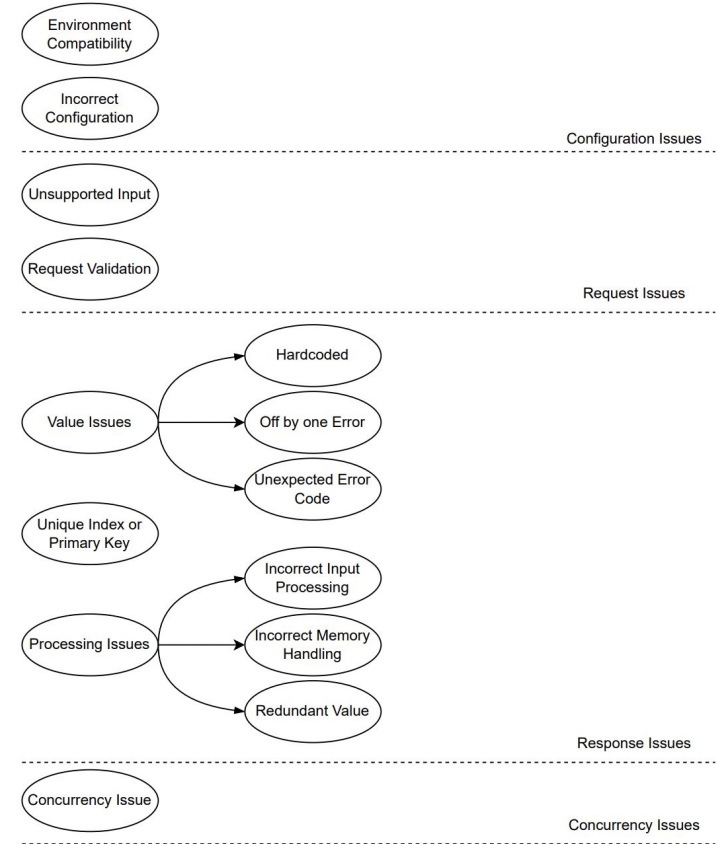 Environment
Compatibility
Incorrect
Configuration
Configuration Issues
Unsupported Input
Request Validation
Request Issues
Hardcoded
Value Issues
Off by one Error
Unexpected Error
Code
Unique Index or
Primary Key
Incorrect Input
Processing
Processing Issues
Incorrect Memory
Handling
Redundant Value
Response Issues
Concurrency Issue
Concurrency Issues